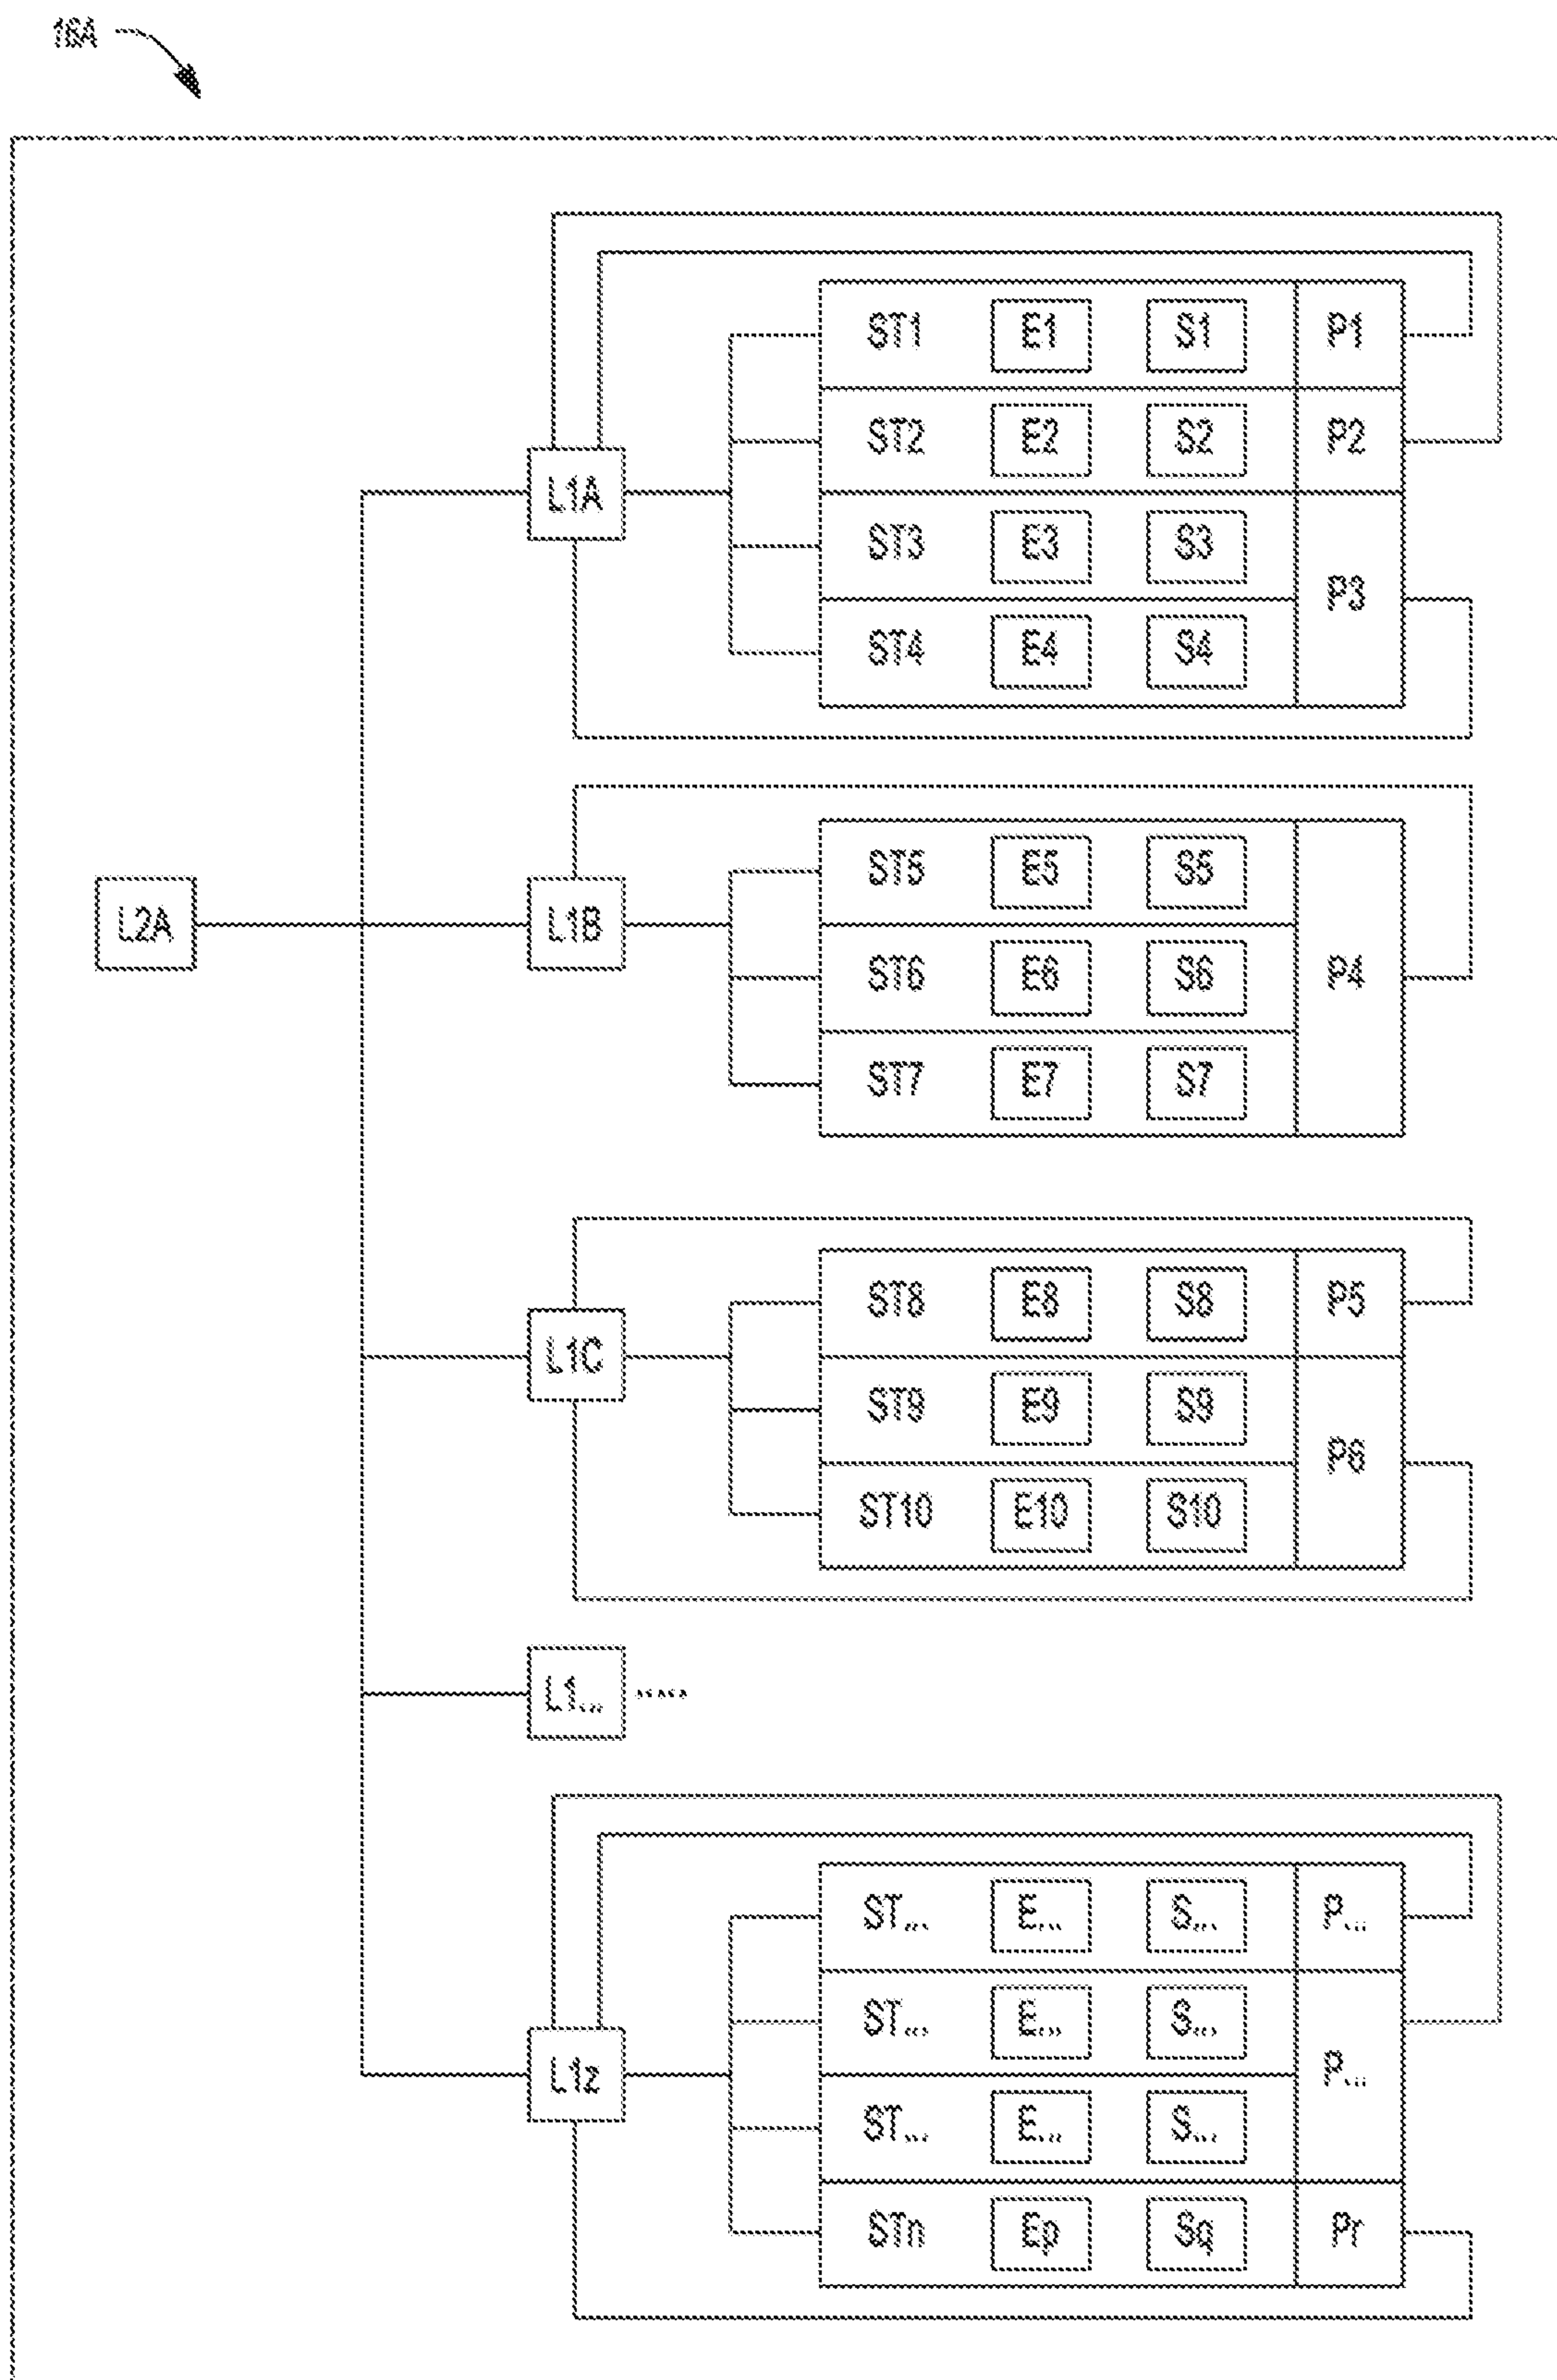 16A
ST1 E1 S1 P1
ST2 E2 S2 P2
L1A
ST3 E3 S3
P3
ST4 E4 S4
ST5 E5 S5
L2A
L1B
ST6 E6 S6 P4
ST7 E7 S7
ST8 E8 S8 P5
L1C
ST9 E9 S9
P6
ST10 E10 S10
L1...
ST... E... S... P...
ST... E... S...
L1z
P...
ST... E... S...
STn Ep Sq Pr